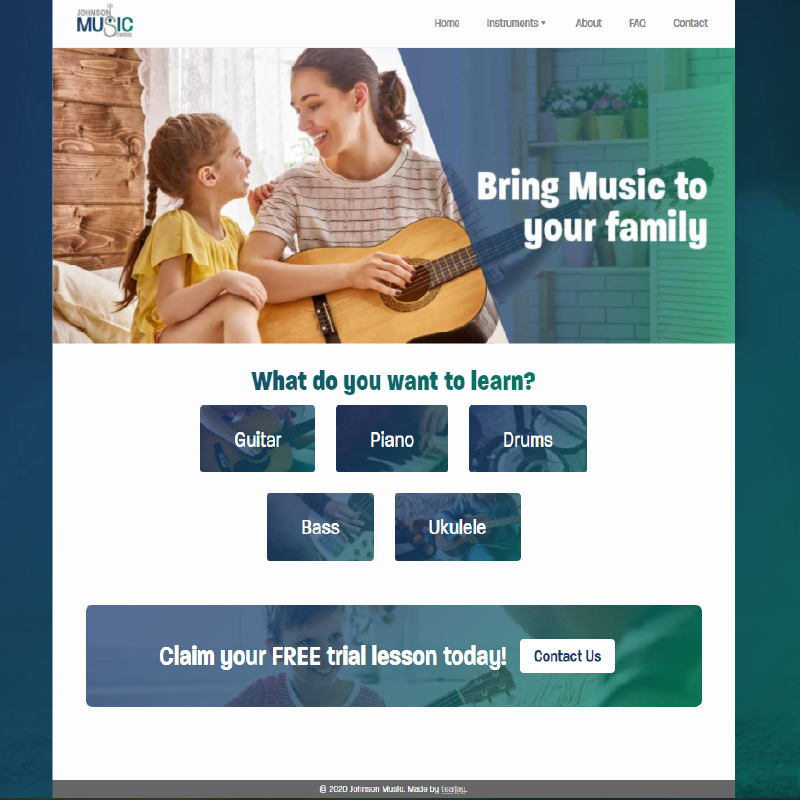 JOHNSON
MUSIC
SCHOOL
Home Instruments About FAQ Contact
Bring Music to
your family
What do you want to learn?
Guitar Piano Drums
Bass Ukulele
Claim your FREE trial lesson today! Contact Us
© 2020 Johnson Music. Made by tearjay.